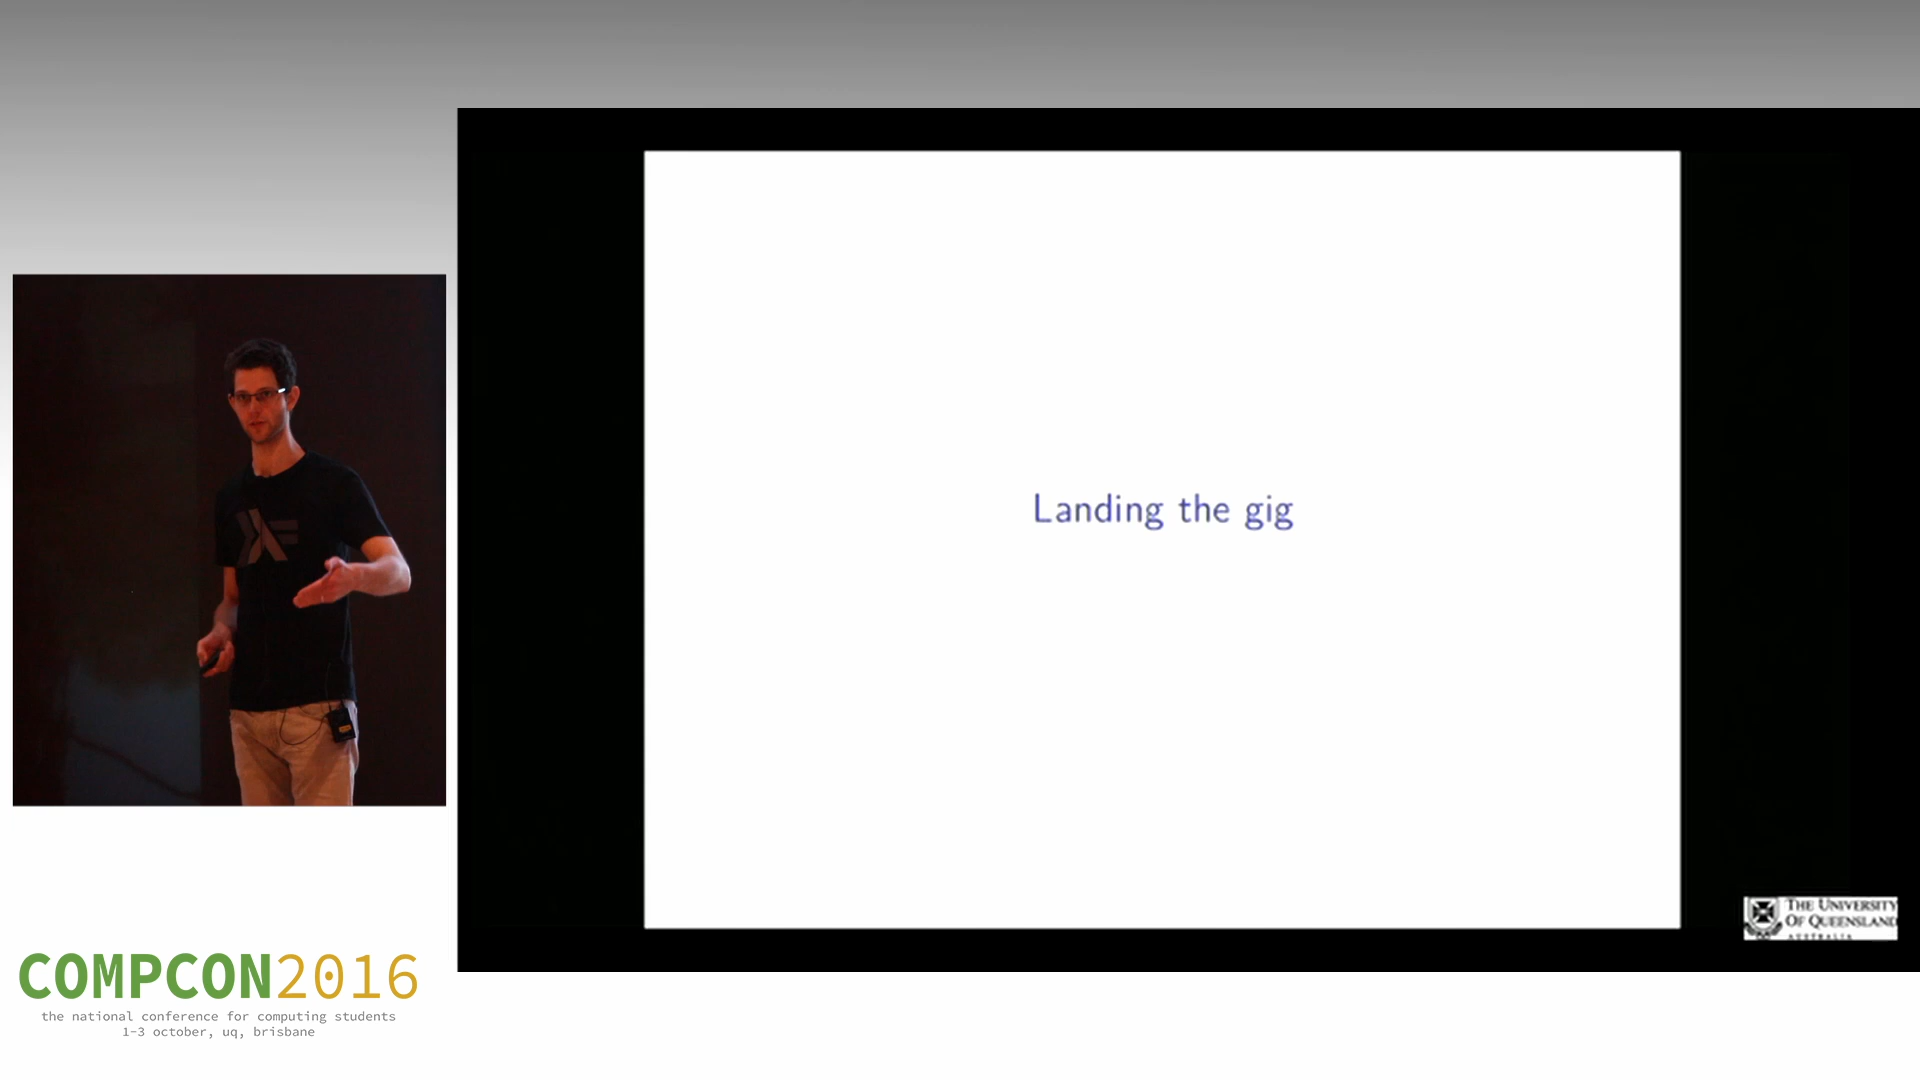 Landing the gig
THE UNIVERSITY
OF QUEENSLAND
AUSTRALIA
COMPCON2016
the national conference for computing students
1-3 october, uq, brisbane